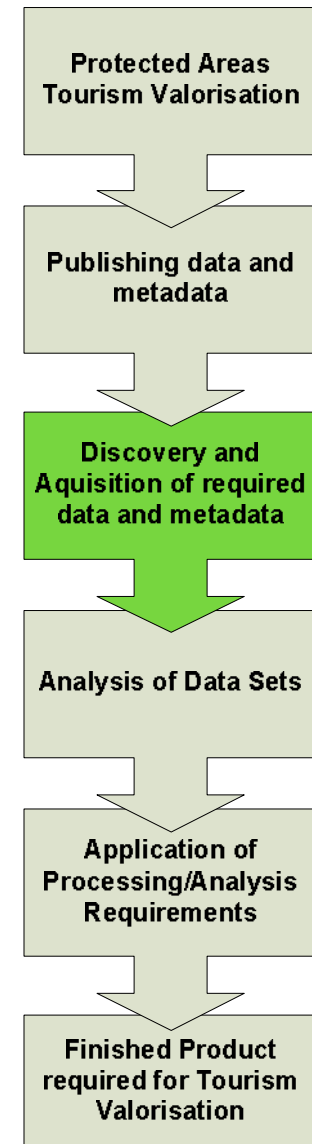 Protected Areas
Tourism Valorisation
Publishing data and
metadata
Discovery and
Aquisition of required
data and metadata
Analysis of Data Sets
Application of
Processing/Analysis
Requirements
Finished Product
required for Tourism
Valorisation